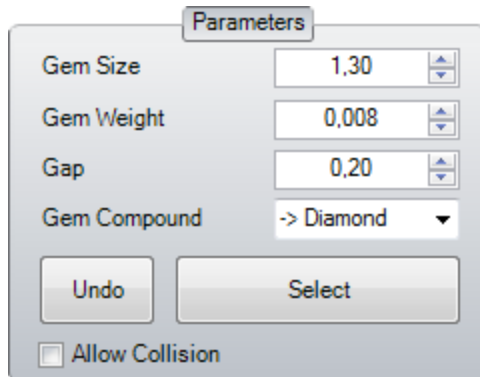 Parameters
Gem Size 1,30
Gem Weight 0,008
Gap 0,20
Gem Compound -> Diamond
Undo Select
Allow Collision